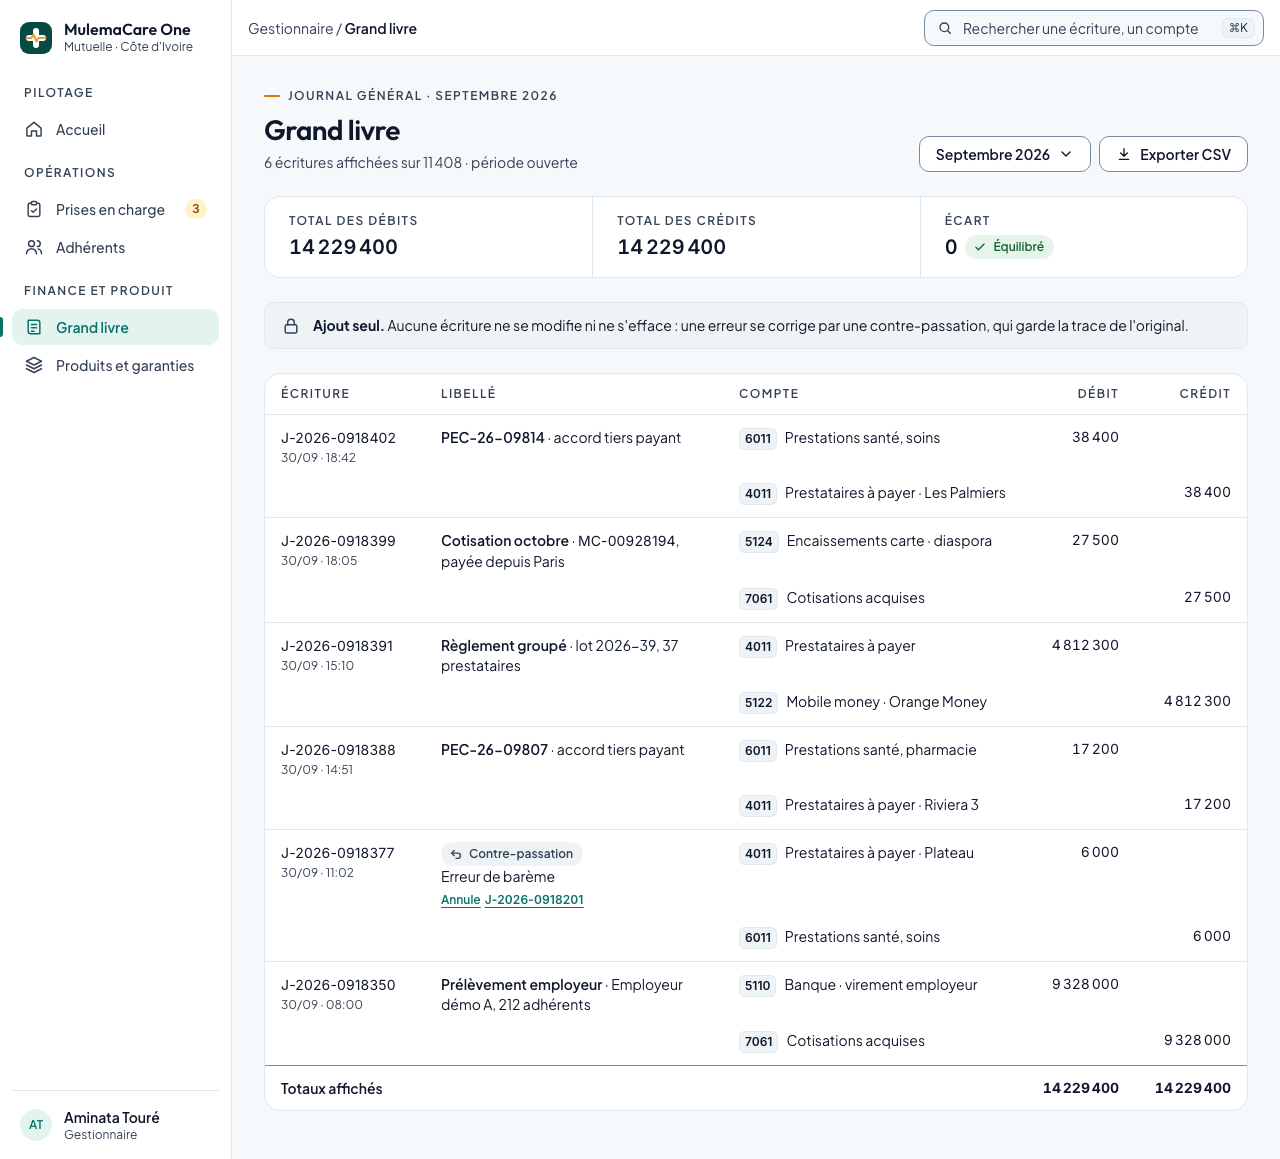 MulemaCare One
Mutuelle · Côte d'Ivoire
PILOTAGE
Accueil
OPÉRATIONS
Prises en charge 3
Adhérents
FINANCE ET PRODUIT
Grand livre
Produits et garanties
AT
Aminata Touré
Gestionnaire
Gestionnaire / Grand livre
Rechercher une écriture, un compte ⌘K
JOURNAL GÉNÉRAL · SEPTEMBRE 2026
Grand livre
6 écritures affichées sur 11 408 · période ouverte
Septembre 2026
Exporter CSV
TOTAL DES DÉBITS
14 229 400
TOTAL DES CRÉDITS
14 229 400
ÉCART
0 Équilibré
Ajout seul. Aucune écriture ne se modifie ni ne s'efface : une erreur se corrige par une contre-passation, qui garde la trace de l'original.
ÉCRITURE LIBELLÉ COMPTE DÉBIT CRÉDIT
J-2026-0918402 PEC-26-09814 · accord tiers payant 6011 Prestations santé, soins 38 400
30/09 · 18:42
4011 Prestataires à payer · Les Palmiers 38 400
J-2026-0918399 Cotisation octobre · MC-00928194, 5124 Encaissements carte · diaspora 27 500
30/09 · 18:05 payée depuis Paris
7061 Cotisations acquises 27 500
J-2026-0918391 Règlement groupé · lot 2026-39, 37 4011 Prestataires à payer 4 812 300
30/09 · 15:10 prestataires
5122 Mobile money · Orange Money 4 812 300
J-2026-0918388 PEC-26-09807 · accord tiers payant 6011 Prestations santé, pharmacie 17 200
30/09 · 14:51
4011 Prestataires à payer · Riviera 3 17 200
J-2026-0918377 Contre-passation 4011 Prestataires à payer · Plateau 6 000
30/09 · 11:02 Erreur de barème
Annule J-2026-0918201
6011 Prestations santé, soins 6 000
J-2026-0918350 Prélèvement employeur · Employeur 5110 Banque · virement employeur 9 328 000
30/09 · 08:00 démo A, 212 adhérents
7061 Cotisations acquises 9 328 000
Totaux affichés 14 229 400 14 229 400